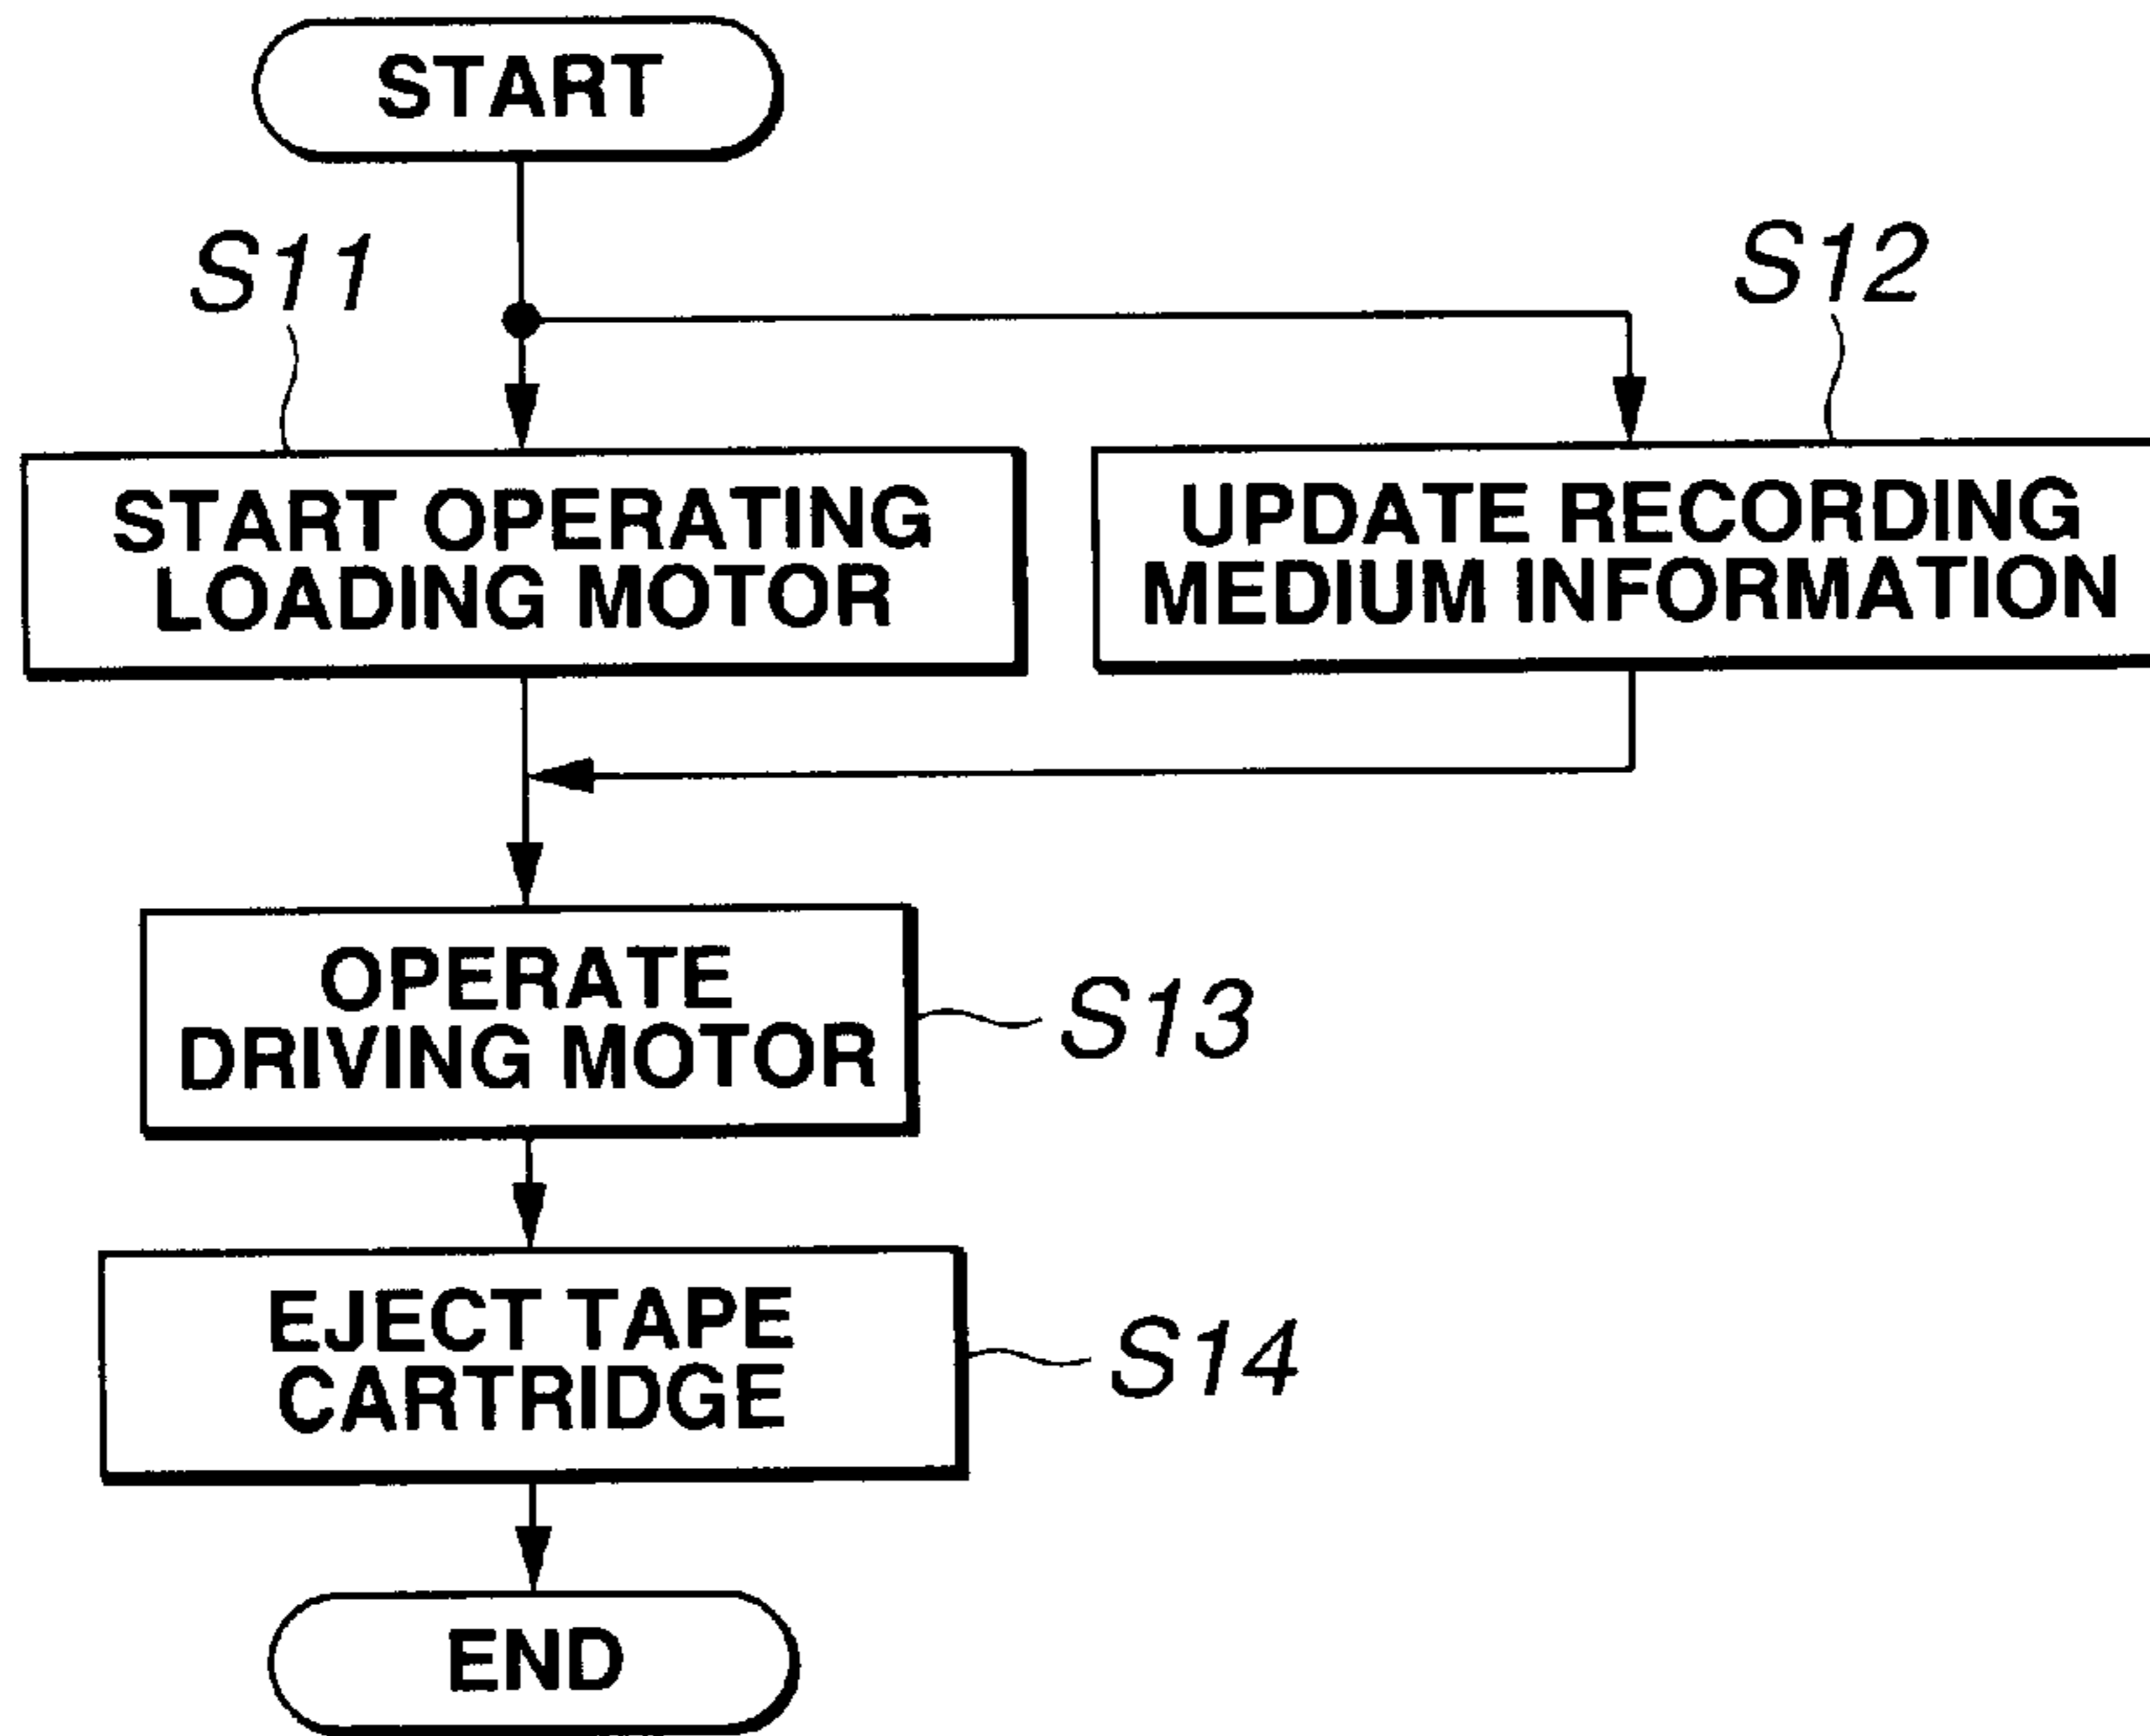 START
S11
S12
START OPERATING
LOADING MOTOR
UPDATE RECORDING
MEDIUM INFORMATION
OPERATE
DRIVING MOTOR
S13
EJECT TAPE
CARTRIDGE
S14
END